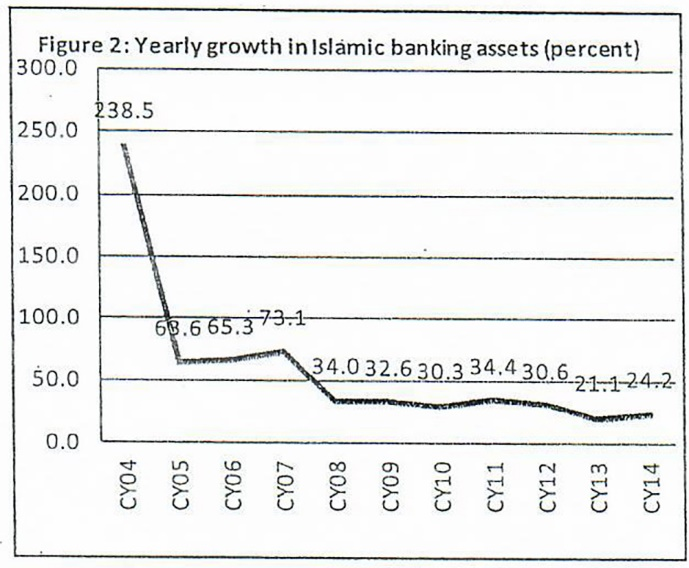 Figure 2: Yearly growth in Islamic banking assets (percent)
300.0
238.5
250.0
200.0
150.0
100.0
63.6 65.3 73.1
34.0 32.6 30.3 34.4 30.6 21.1 24.2
50.0
0.0
CY04 CY05 CY06 CY07 CY08 CY09 CY10 CY11 CY12 CY13 CY14